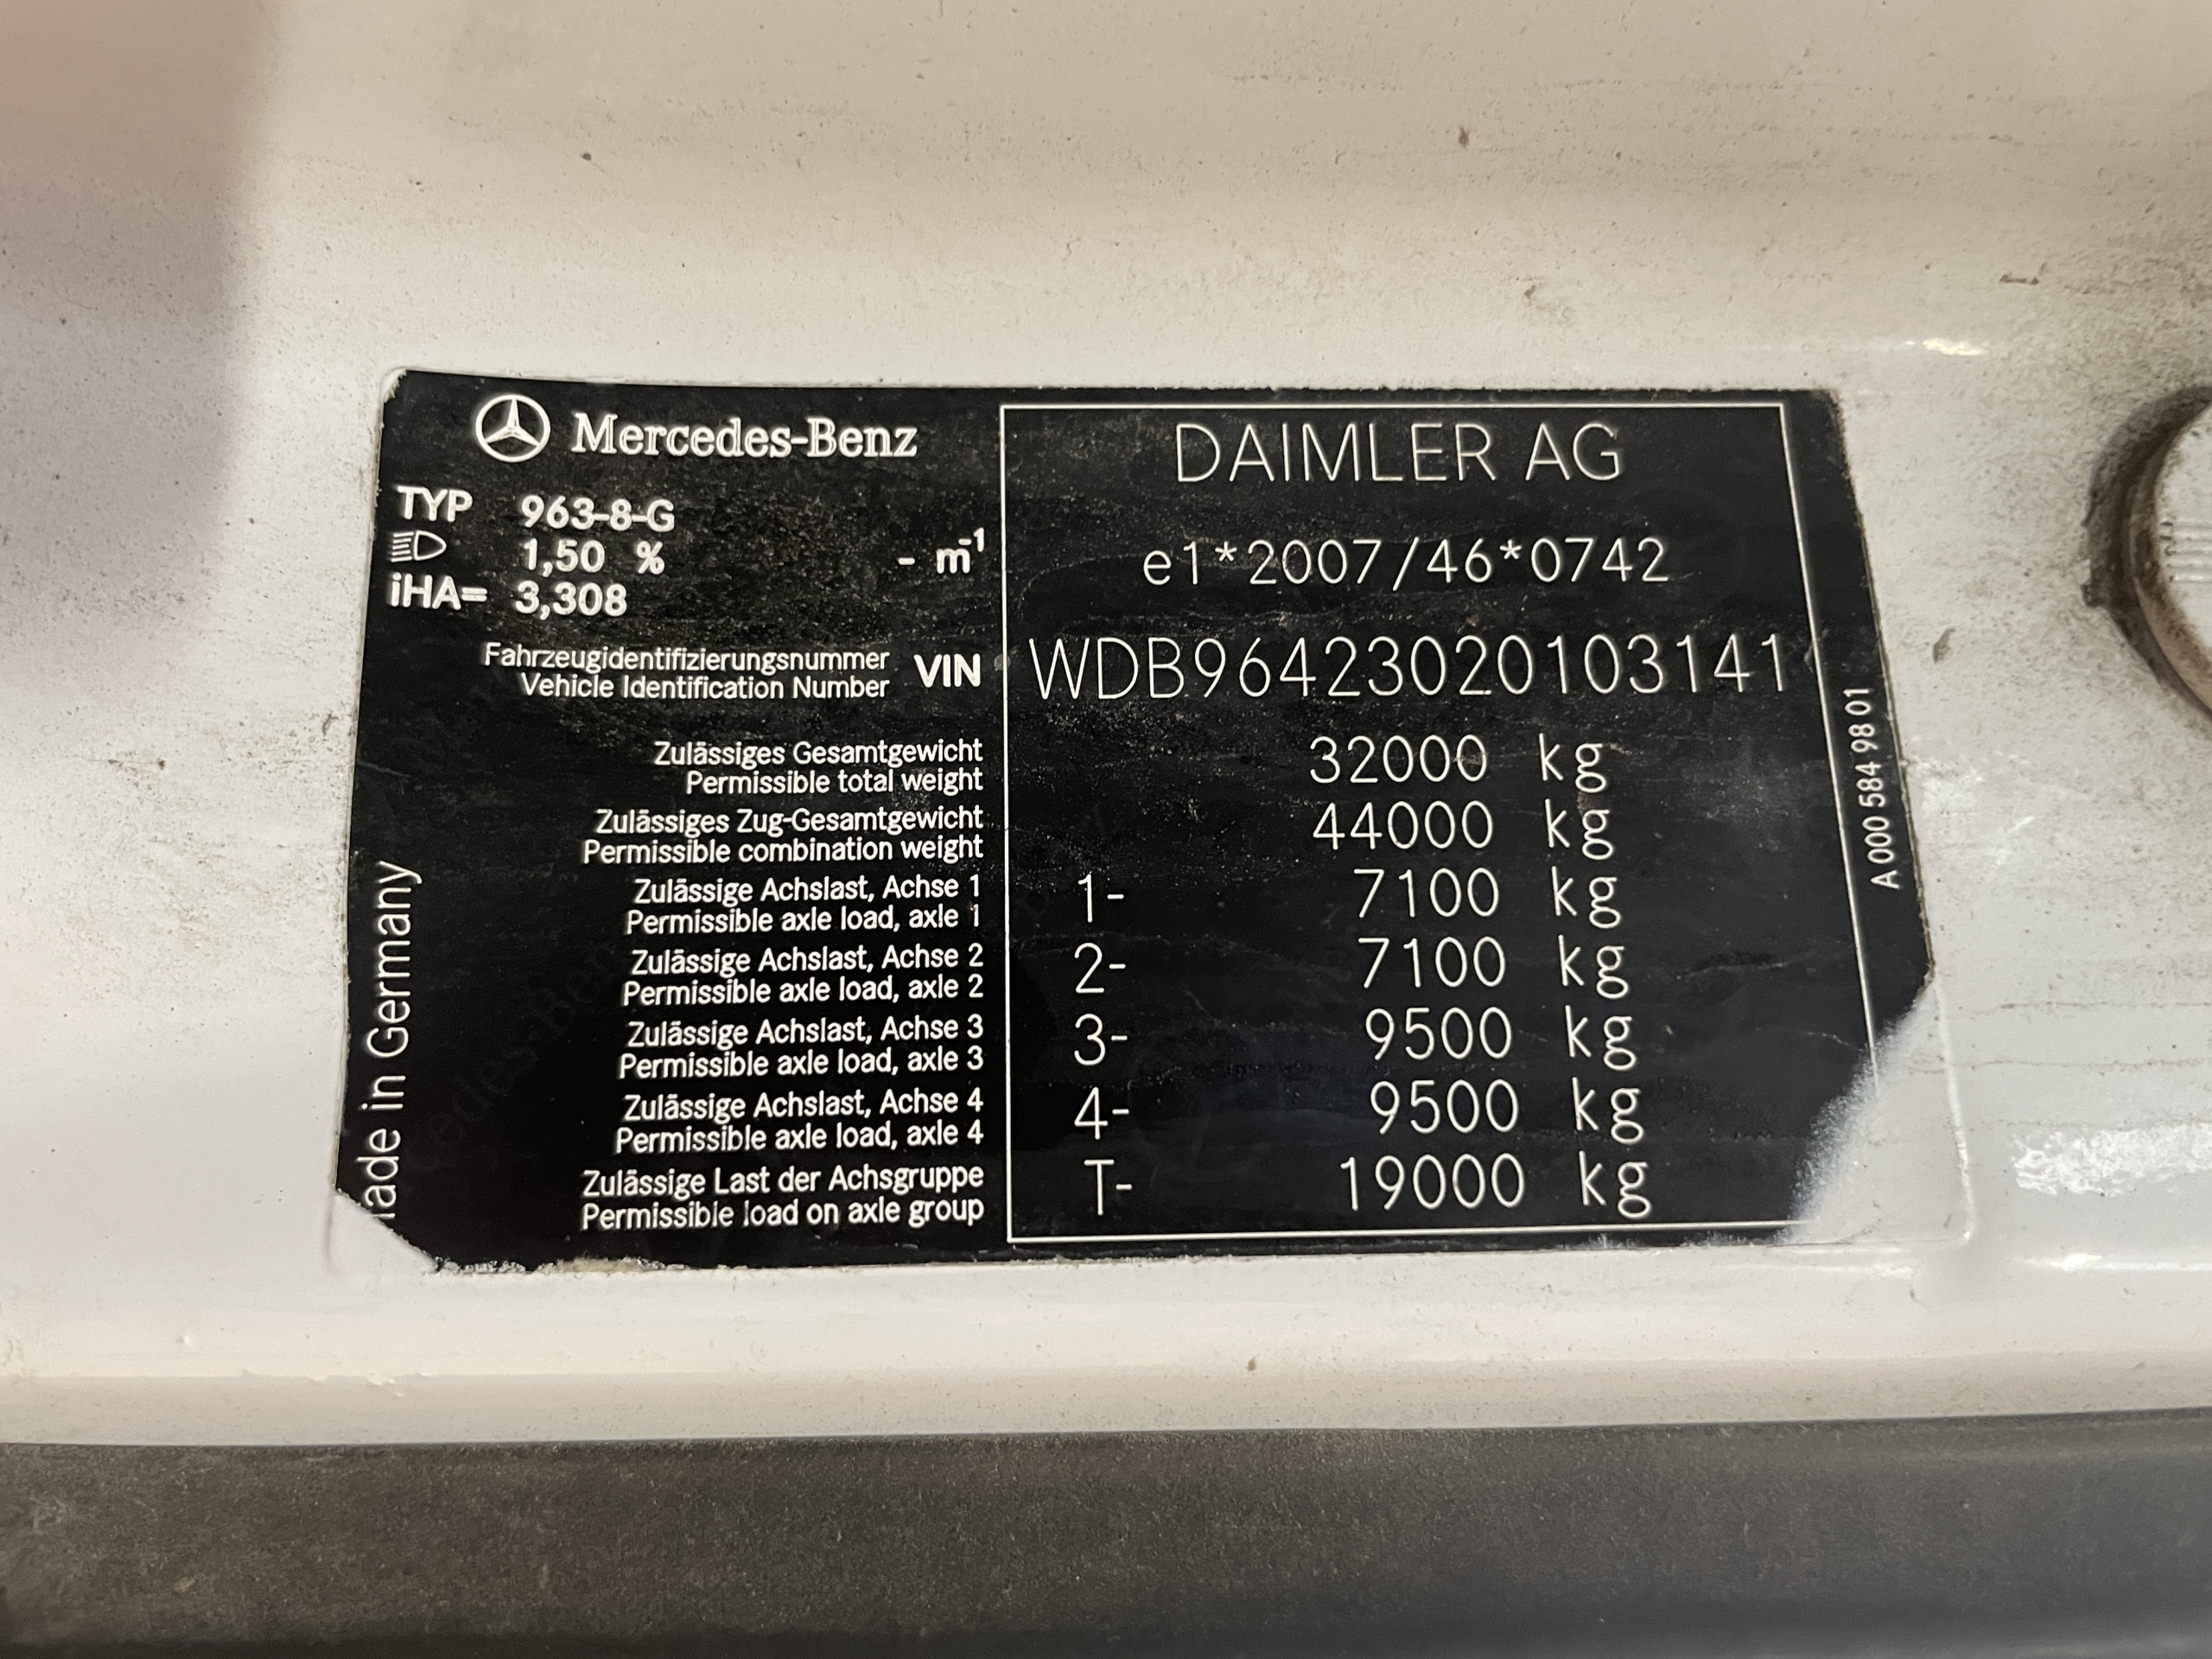 Mercedes-Benz
TYP 963-8-G
1,50 % - m-1
iHA= 3,308
DAIMLER AG
e1*2007/46*0742
Fahrzeugidentifizierungsnummer
Vehicle Identification Number
VIN WDB96423020103141
Zulässiges Gesamtgewicht
Permissible total weight
32000 kg
Zulässiges Zug-Gesamtgewicht
Permissible combination weight
44000 kg
Zulässige Achslast, Achse 1
Permissible axle load, axle 1
1- 7100 kg
Zulässige Achslast, Achse 2
Permissible axle load, axle 2
2- 7100 kg
Zulässige Achslast, Achse 3
Permissible axle load, axle 3
3- 9500 kg
Zulässige Achslast, Achse 4
Permissible axle load, axle 4
4- 9500 kg
Zulässige Last der Achsgruppe
Permissible load on axle group
T- 19000 kg
ade in Germany
A 000 584 98 01